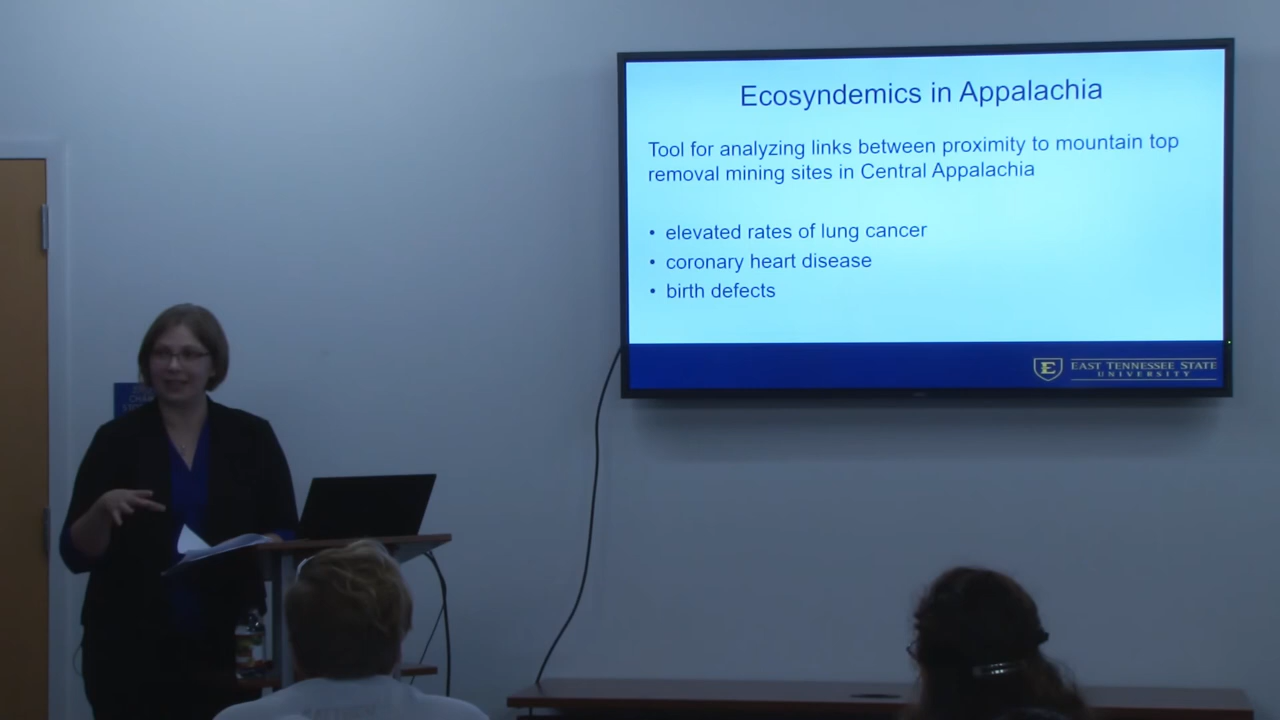 Ecosyndemics in Appalachia
Tool for analyzing links between proximity to mountain top
removal mining sites in Central Appalachia
• elevated rates of lung cancer
• coronary heart disease
• birth defects
E EAST TENNESSEE STATE
UNIVERSITY